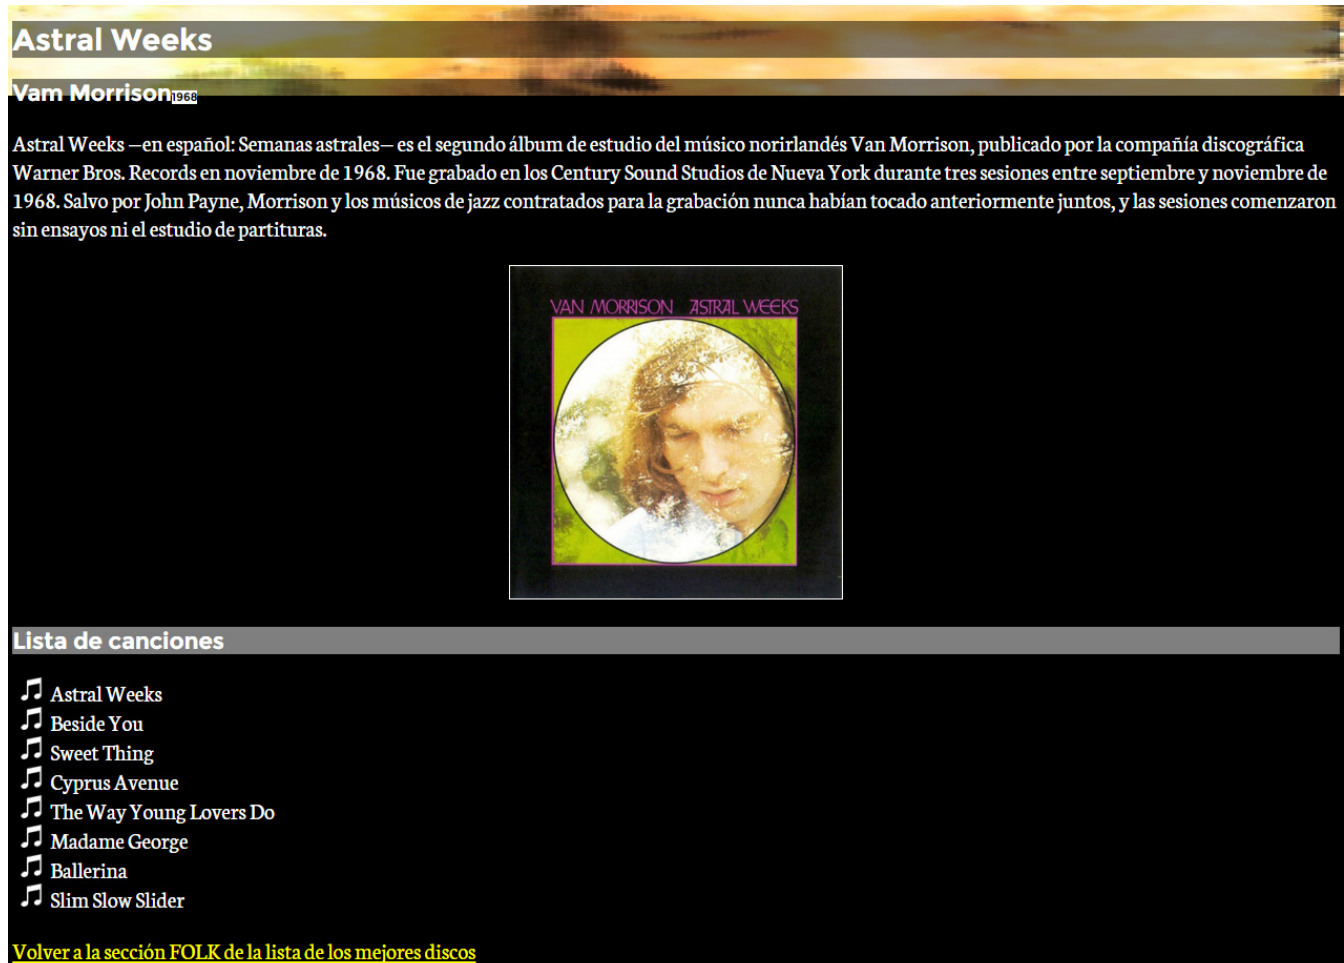 Astral Weeks
Vam Morrison1968
Astral Weeks —en español: Semanas astrales— es el segundo álbum de estudio del músico norirlandés Van Morrison, publicado por la compañía discográfica
Warner Bros. Records en noviembre de 1968. Fue grabado en los Century Sound Studios de Nueva York durante tres sesiones entre septiembre y noviembre de
1968. Salvo por John Payne, Morrison y los músicos de jazz contratados para la grabación nunca habían tocado anteriormente juntos, y las sesiones comenzaron
sin ensayos ni el estudio de partituras.
VAN MORRISON ASTRAL WEEKS
Lista de canciones
Astral Weeks
Beside You
Sweet Thing
Cyprus Avenue
The Way Young Lovers Do
Madame George
Ballerina
Slim Slow Slider
Volver a la sección FOLK de la lista de los mejores discos